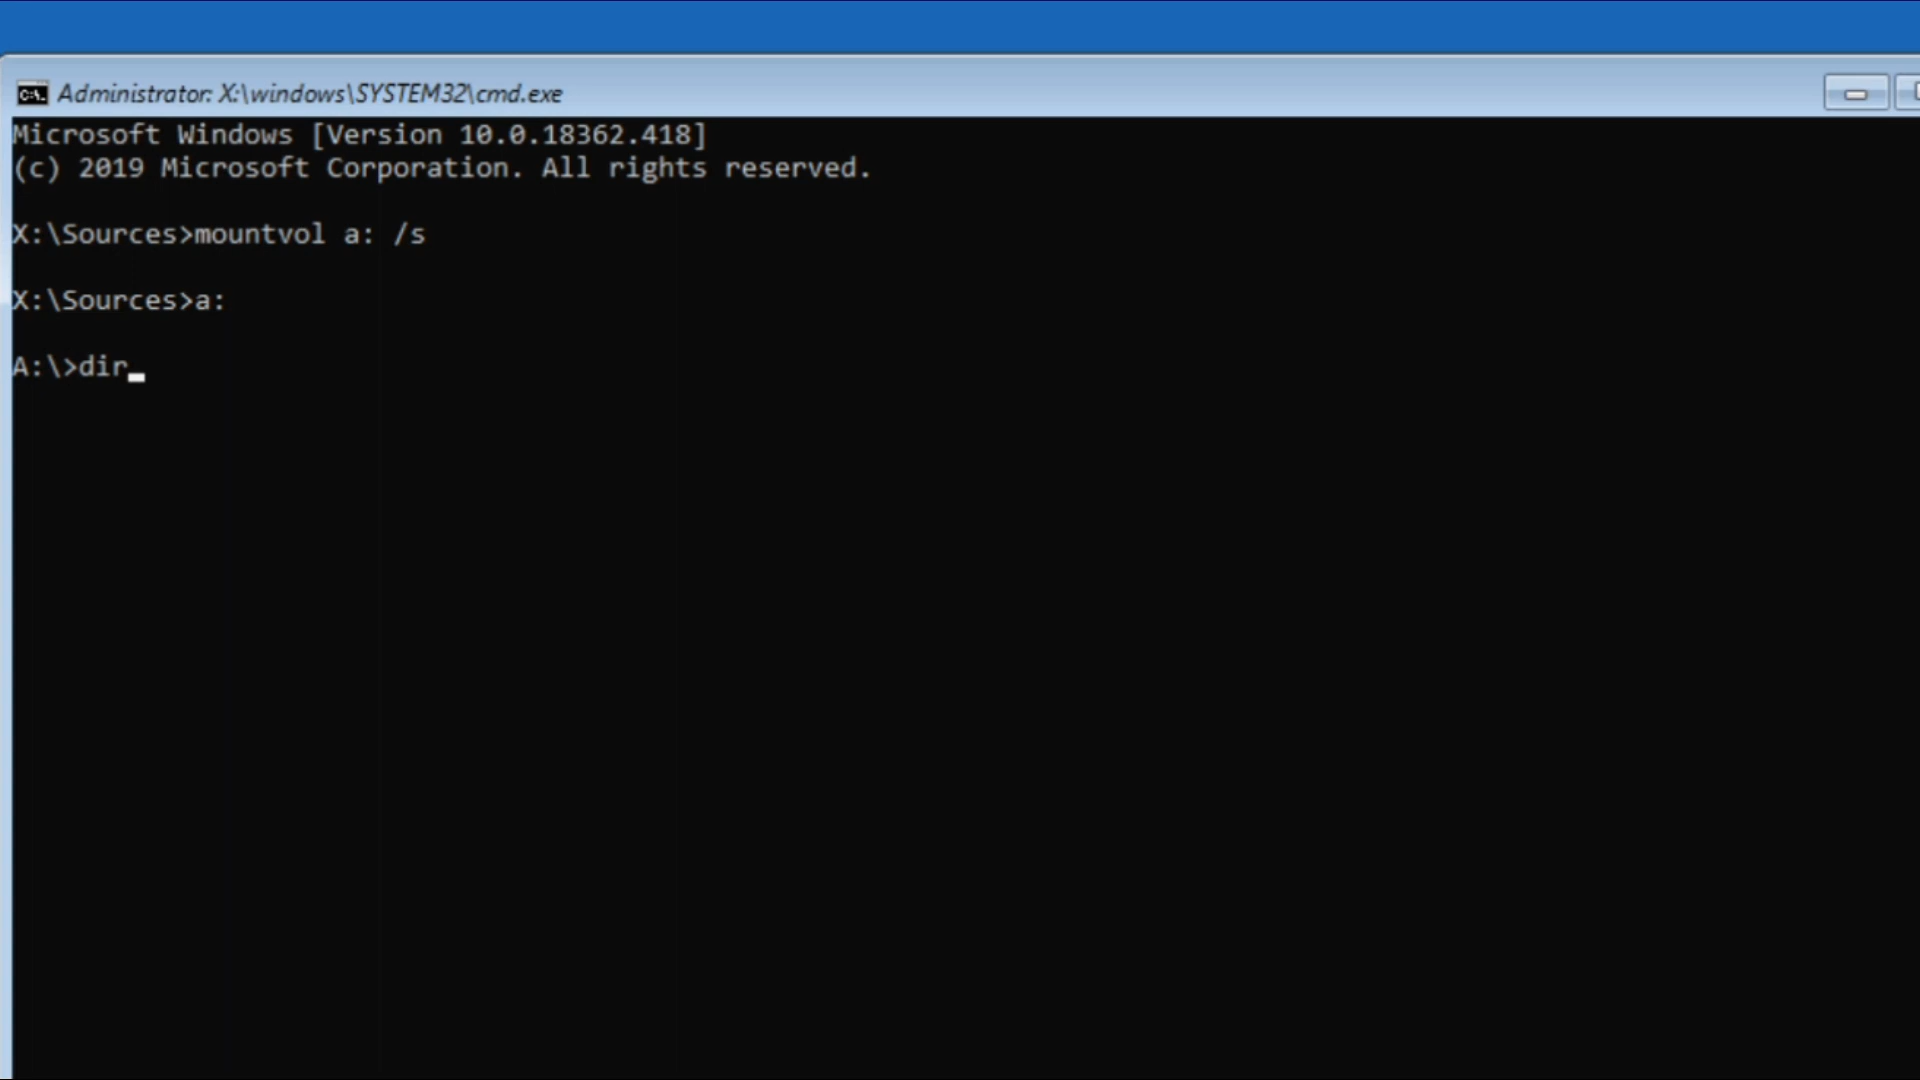 Administrator: X:\windows\SYSTEM32\cmd.exe
Microsoft Windows [Version 10.0.18362.418]
(c) 2019 Microsoft Corporation. All rights reserved.
X:\Sources>mountvol a: /s
X:\Sources>a:
A:\>dir